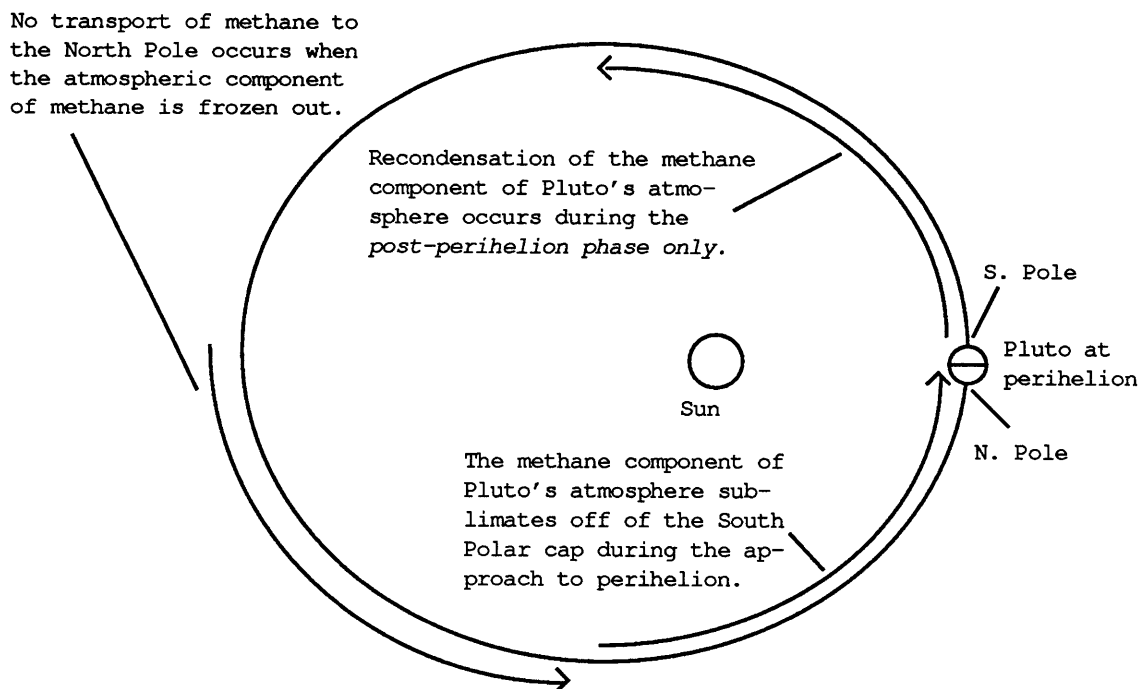 No transport of methane to
the North Pole occurs when
the atmospheric component
of methane is frozen out.
Recondensation of the methane
component of Pluto's atmo-
sphere occurs during the
post-perihelion phase only.
S. Pole
Pluto at
perihelion
N. Pole
Sun
The methane component of
Pluto's atmosphere sub-
limates off of the South
Polar cap during the ap-
proach to perihelion.